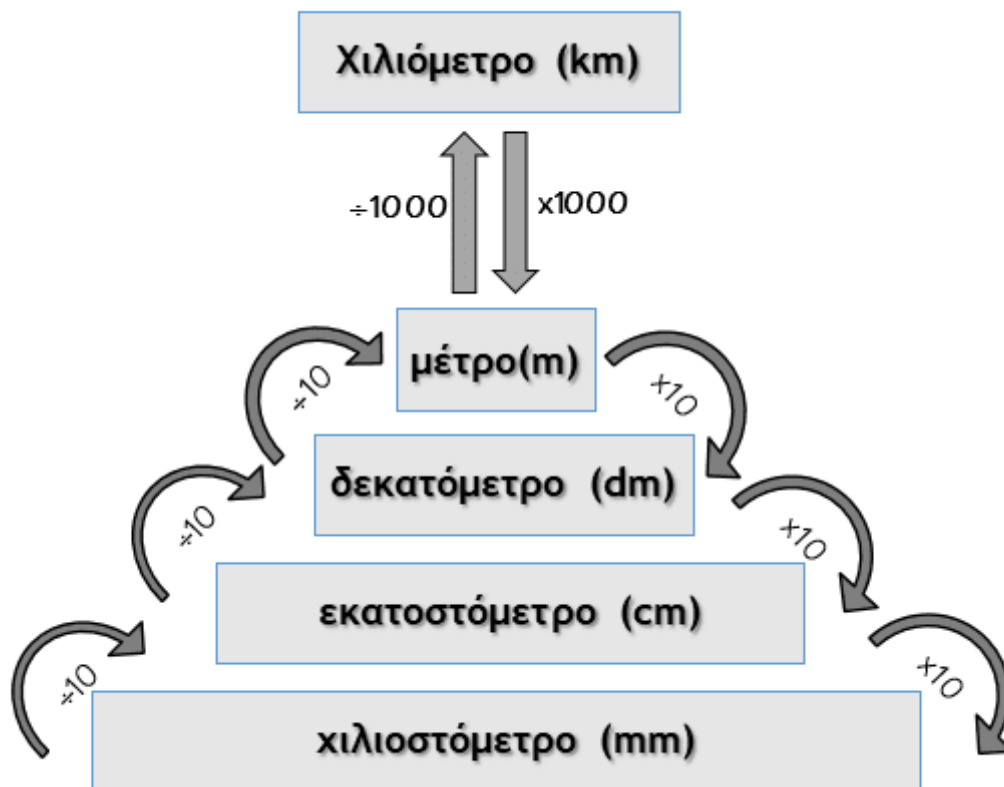 Χιλιόμετρο (km)
÷1000
x1000
÷10
μέτρο(m)
x10
δεκατόμετρο (dm)
÷10
x10
εκατοστόμετρο (cm)
÷10
x10
χιλιοστόμετρο (mm)